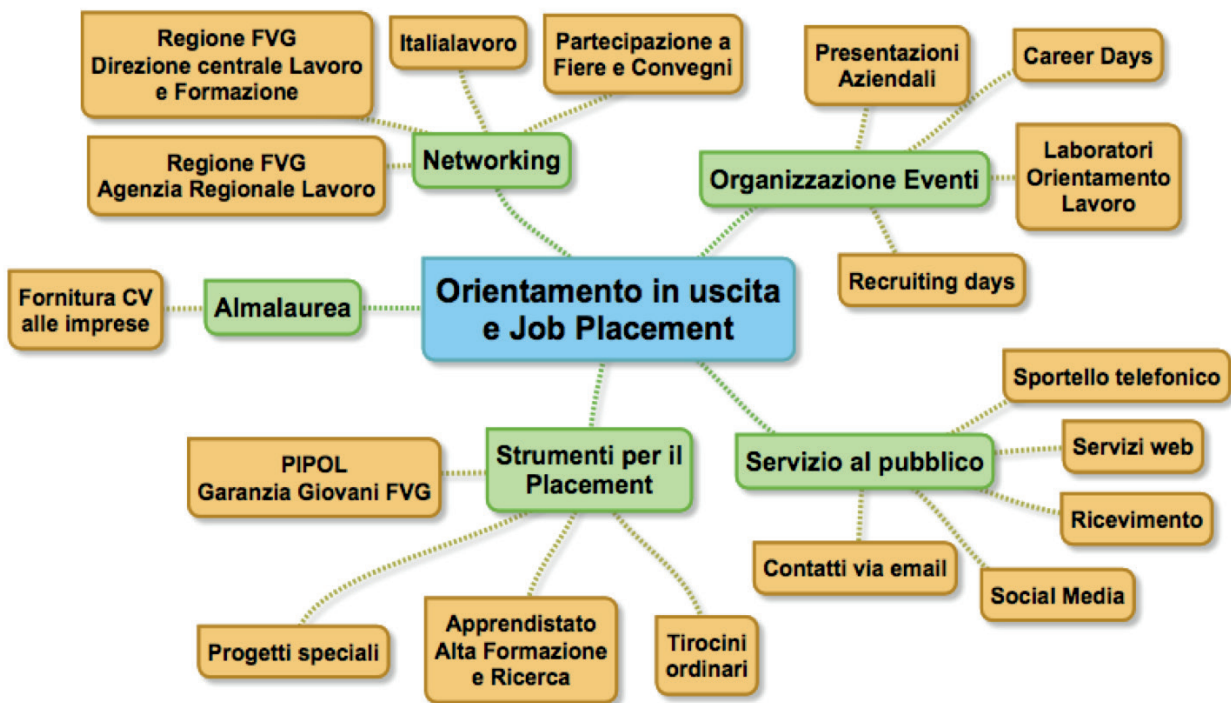 Regione FVG
Direzione centrale Lavoro
e Formazione
Italialavoro
Partecipazione a
Fiere e Convegni
Regione FVG
Agenzia Regionale Lavoro
Networking
Presentazioni
Aziendali
Career Days
Laboratori
Orientamento
Lavoro
Organizzazione Eventi
Recruiting days
Fornitura CV
alle imprese
Almalaurea
Orientamento in uscita
e Job Placement
Sportello telefonico
Servizi web
Servizio al pubblico
Ricevimento
Contatti via email
Social Media
Strumenti per il
Placement
PIPOL
Garanzia Giovani FVG
Progetti speciali
Apprendistato
Alta Formazione
e Ricerca
Tirocini
ordinari